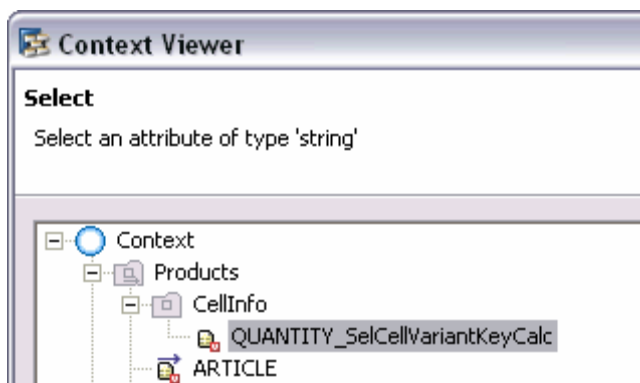 Context Viewer
Select
Select an attribute of type 'string'
Context
Products
CellInfo
QUANTITY_SelCellVariantKeyCalc
ARTICLE